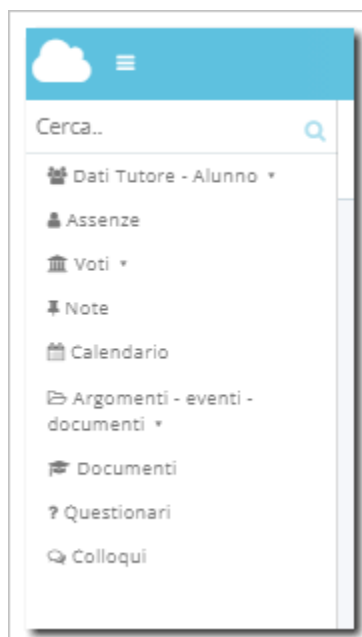 Cerca..
Dati Tutore - Alunno
Assenze
Voti
Note
Calendario
Argomenti - eventi -
documenti
Documenti
? Questionari
Colloqui